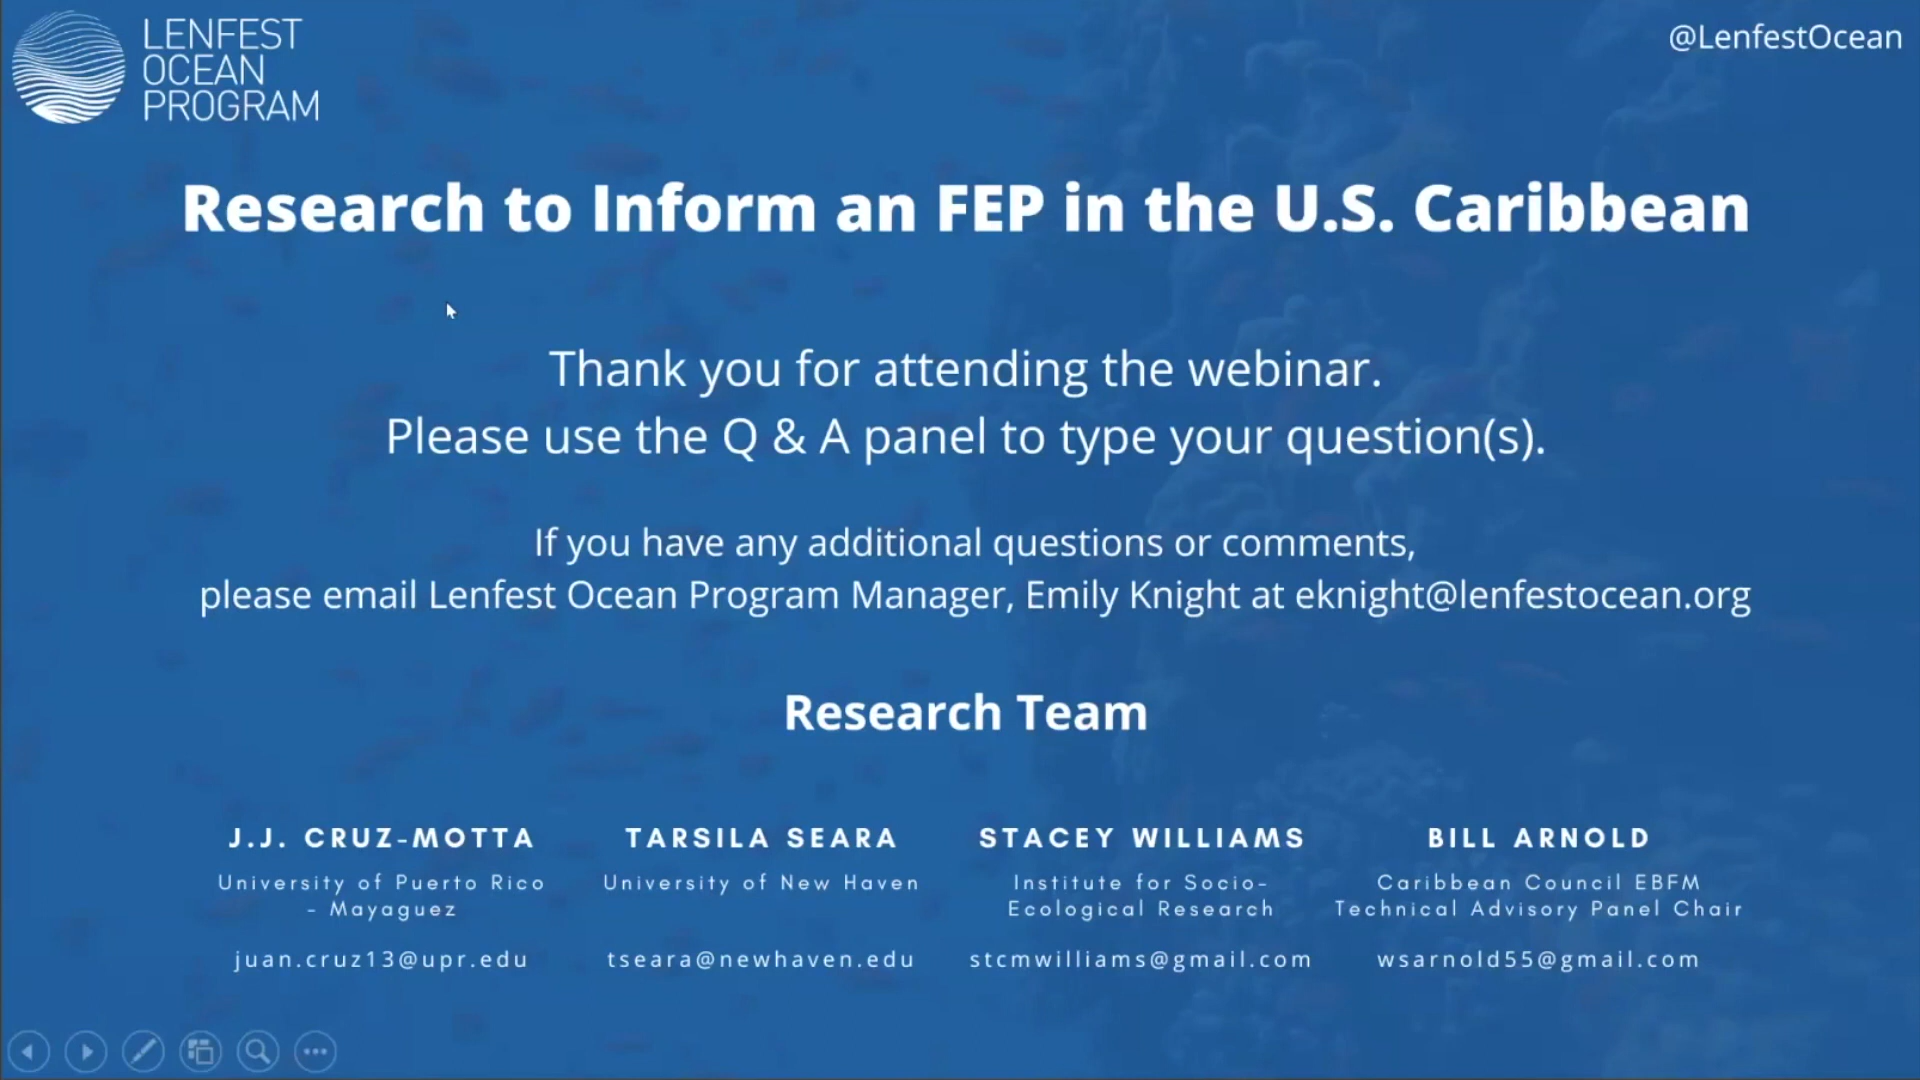 LENFEST
OCEAN
PROGRAM
@LenfestOcean
Research to Inform an FEP in the U.S. Caribbean
Thank you for attending the webinar.
Please use the Q & A panel to type your question(s).
If you have any additional questions or comments,
please email Lenfest Ocean Program Manager, Emily Knight at eknight@lenfestocean.org
Research Team
J.J. CRUZ-MOTTA
University of Puerto Rico
- Mayaguez
juan.cruz13@upr.edu
TARSILA SEARA
University of New Haven
tseara@newhaven.edu
STACEY WILLIAMS
Institute for Socio-
Ecological Research
stcmwilliams@gmail.com
BILL ARNOLD
Caribbean Council EBFM
Technical Advisory Panel Chair
wsarnold55@gmail.com